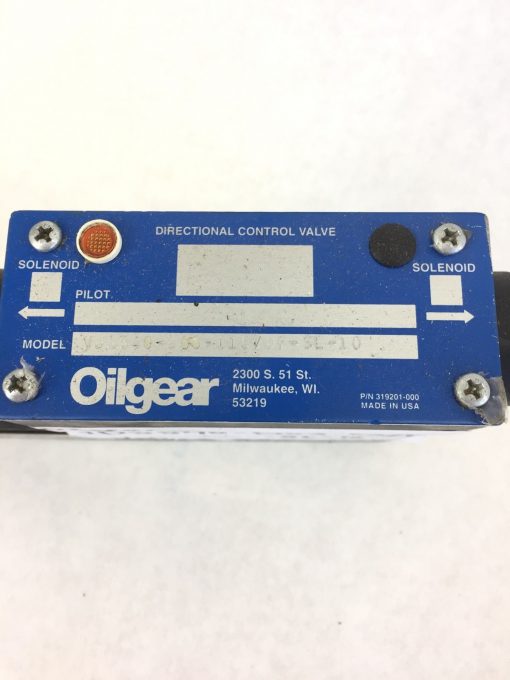 DIRECTIONAL CONTROL VALVE
SOLENOID
SOLENOID
PILOT
MODEL
Oilgear
2300 S. 51 St.
Milwaukee, WI.
53219
P/N 319201-000
MADE IN USA